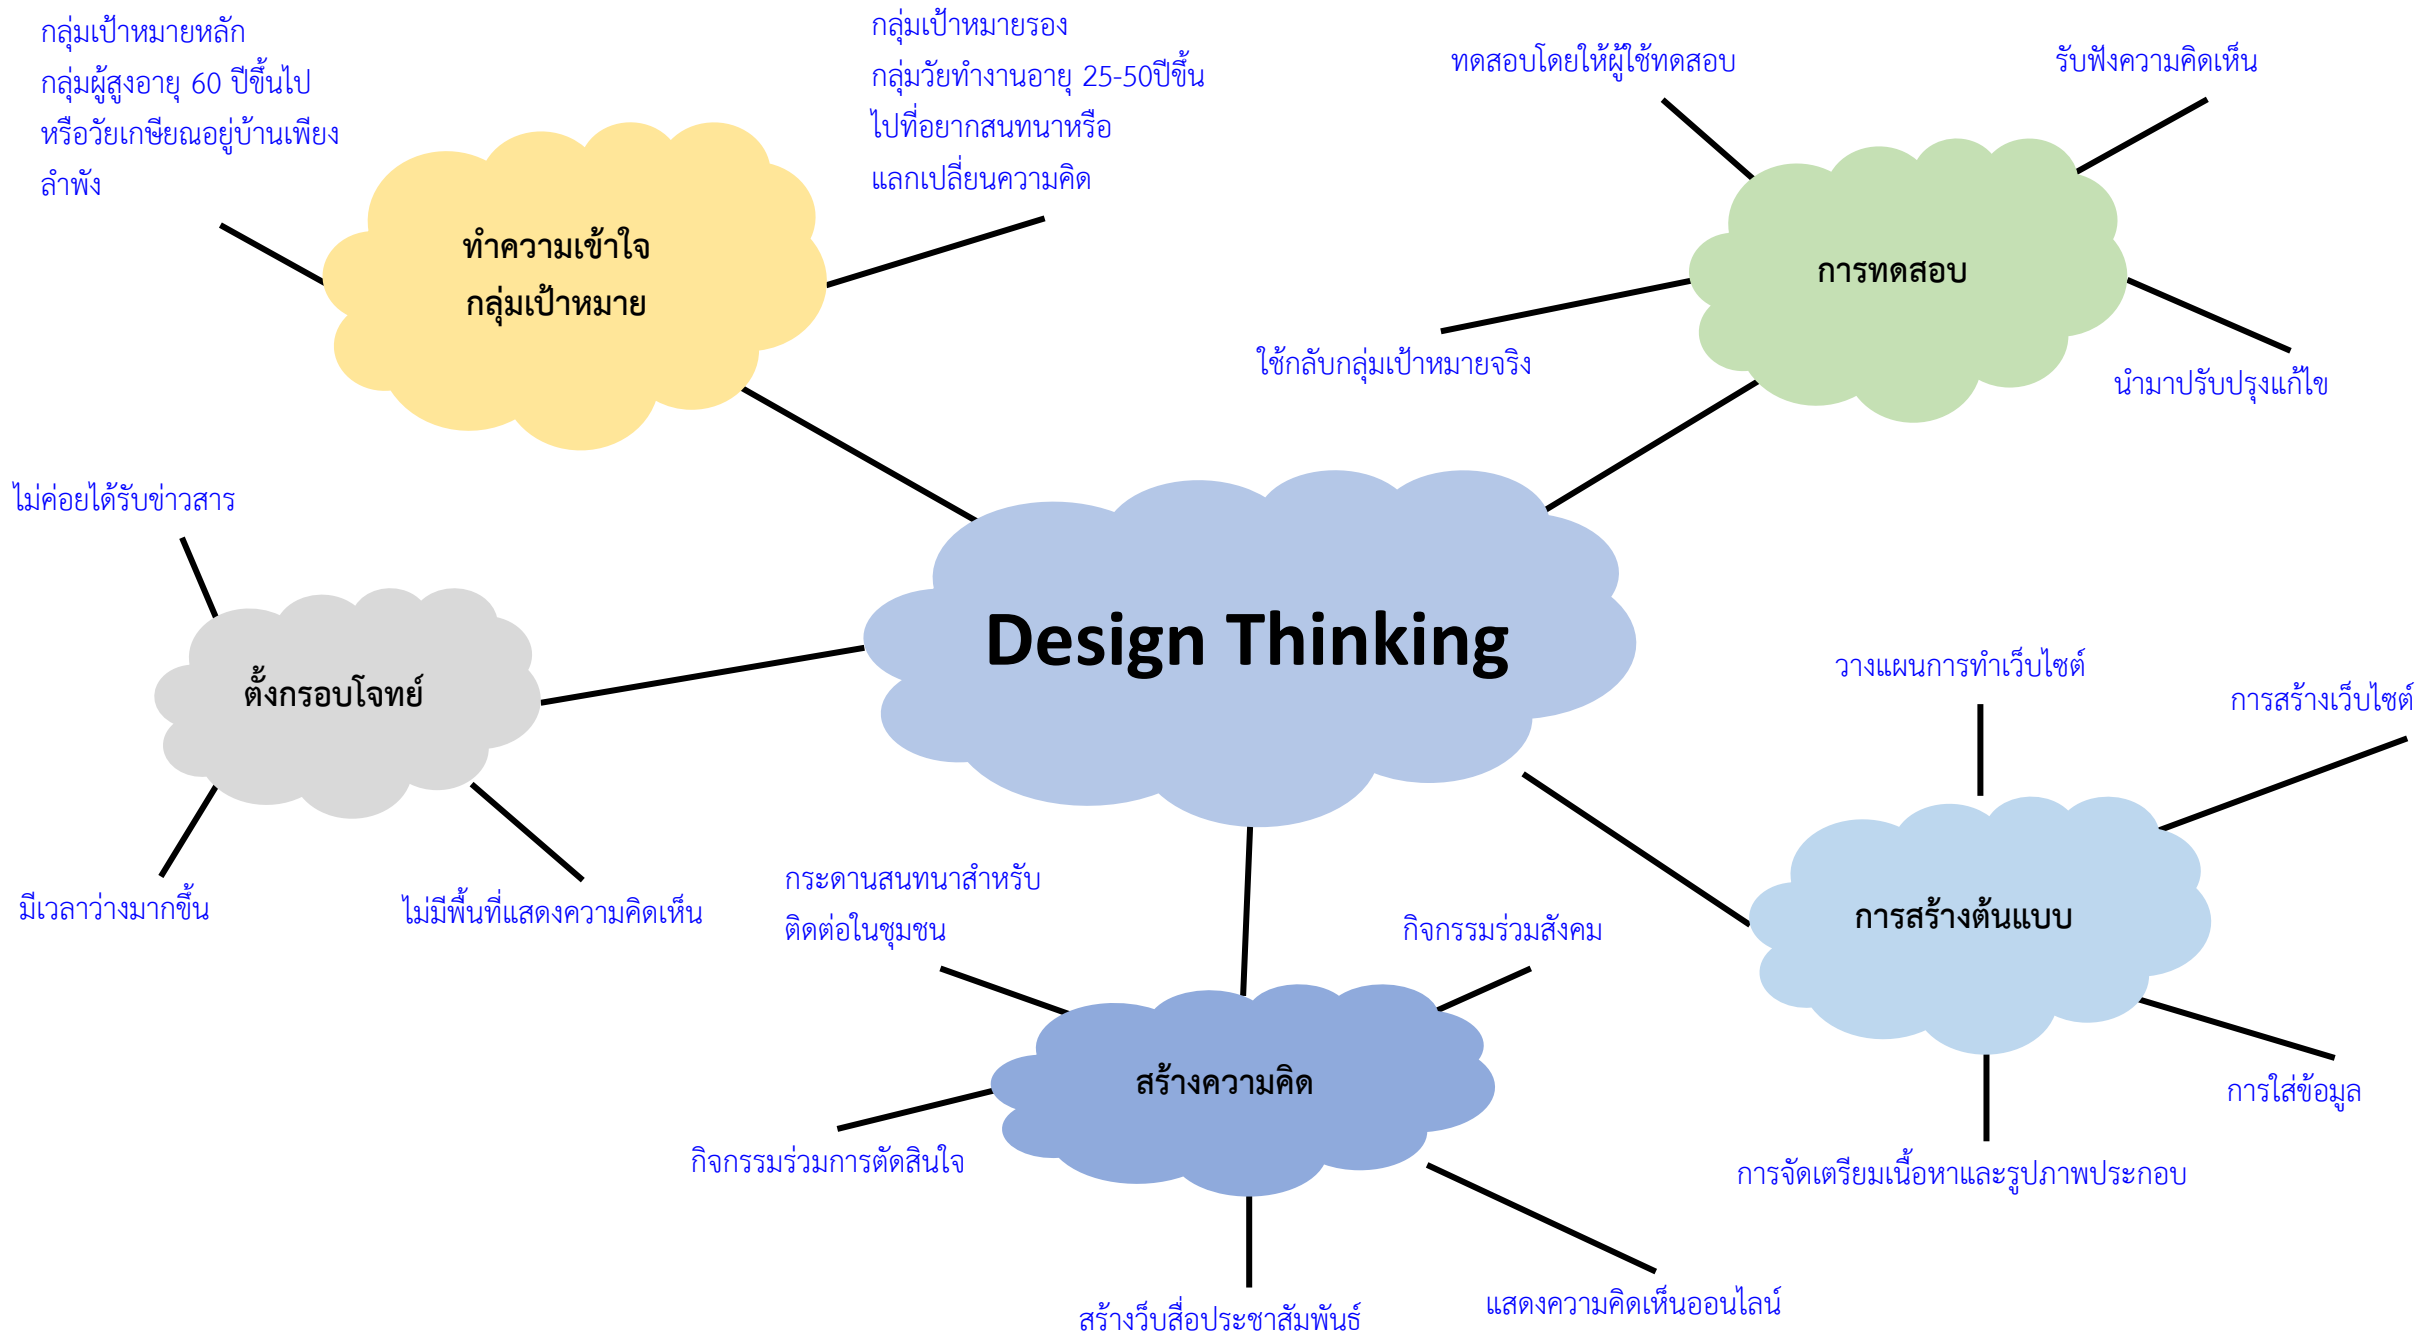 กลุ่มเป้าหมายหลัก
กลุ่มผู้สูงอายุ 60 ปีขึ้นไป
หรือวัยเกษียณอยู่บ้านเพียง
ลำพัง
กลุ่มเป้าหมายรอง
กลุ่มวัยทำงานอายุ 25-50ปีขึ้น
ไปที่อยากสนทนาหรือ
แลกเปลี่ยนความคิด
ทำความเข้าใจ
กลุ่มเป้าหมาย
ทดสอบโดยให้ผู้ใช้ทดสอบ
รับฟังความคิดเห็น
การทดสอบ
ใช้กลับกลุ่มเป้าหมายจริง
นำมาปรับปรุงแก้ไข
Design Thinking
ไม่ค่อยได้รับข่าวสาร
ตั้งกรอบโจทย์
มีเวลาว่างมากขึ้น
ไม่มีพื้นที่แสดงความคิดเห็น
วางแผนการทำเว็บไซต์
การสร้างเว็บไซต์
การสร้างต้นแบบ
การใส่ข้อมูล
การจัดเตรียมเนื้อหาและรูปภาพประกอบ
กระดานสนทนาสำหรับ
ติดต่อในชุมชน
กิจกรรมร่วมสังคม
สร้างความคิด
กิจกรรมร่วมการตัดสินใจ
สร้างว็บสื่อประชาสัมพันธ์
แสดงความคิดเห็นออนไลน์